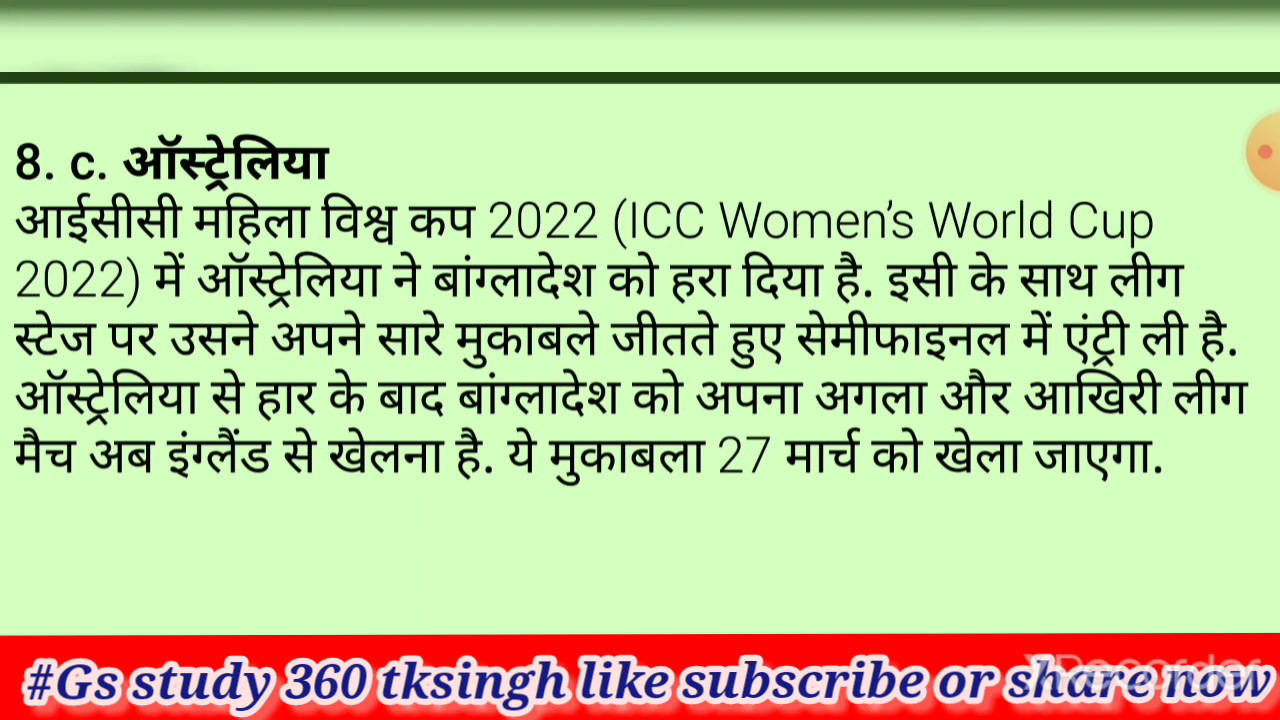 8. c. ऑस्ट्रेलिया
आईसीसी महिला विश्व कप 2022 (ICC Women's World Cup
2022) में ऑस्ट्रेलिया ने बांग्लादेश को हरा दिया है. इसी के साथ लीग
स्टेज पर उसने अपने सारे मुकाबले जीतते हुए सेमीफाइनल में एंट्री ली है.
ऑस्ट्रेलिया से हार के बाद बांग्लादेश को अपना अगला और आखिरी लीग
मैच अब इंग्लैंड से खेलना है. ये मुकाबला 27 मार्च को खेला जाएगा.
#Gs study 360 tksingh like subscribe or share now
XRecorder